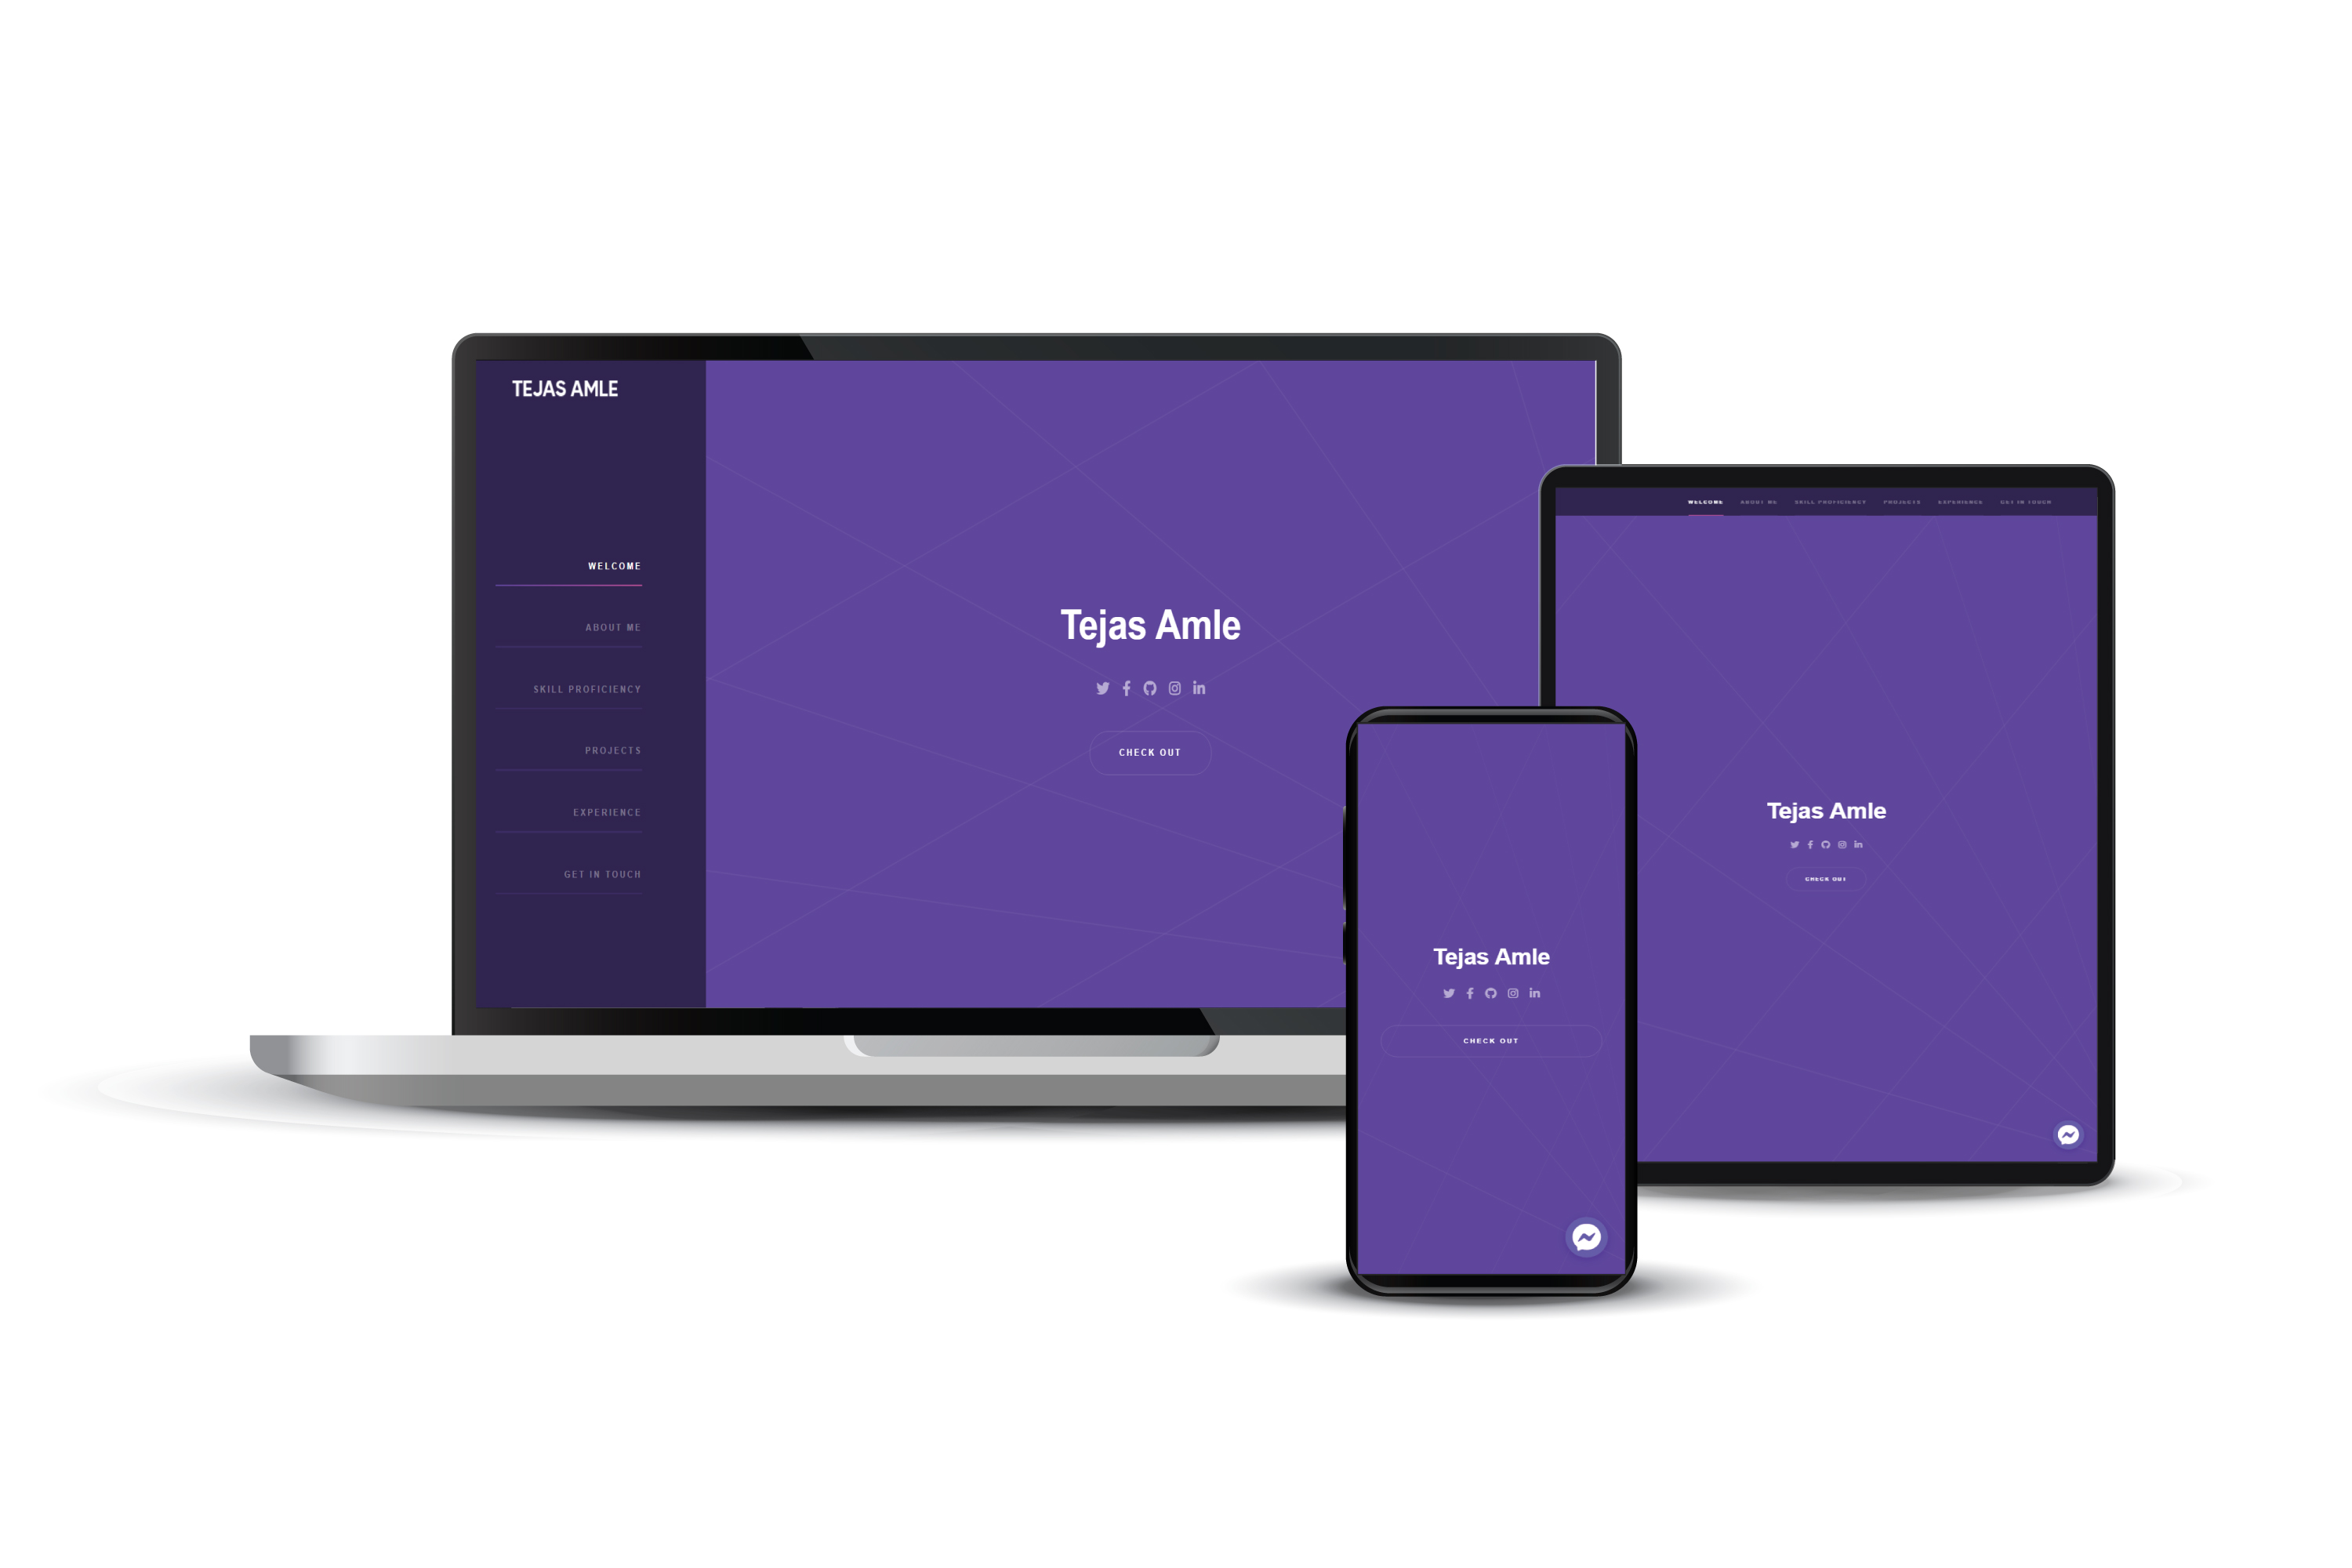 TEJAS AMLE
WELCOME
ABOUT ME
SKILL PROFICIENCY
PROJECTS
EXPERIENCE
GET IN TOUCH
Tejas Amle
CHECK OUT
WELCOME ABOUT ME SKILL PROFICIENCY PROJECTS EXPERIENCE GET IN TOUCH
Tejas Amle
CHECK OUT
Tejas Amle
CHECK OUT